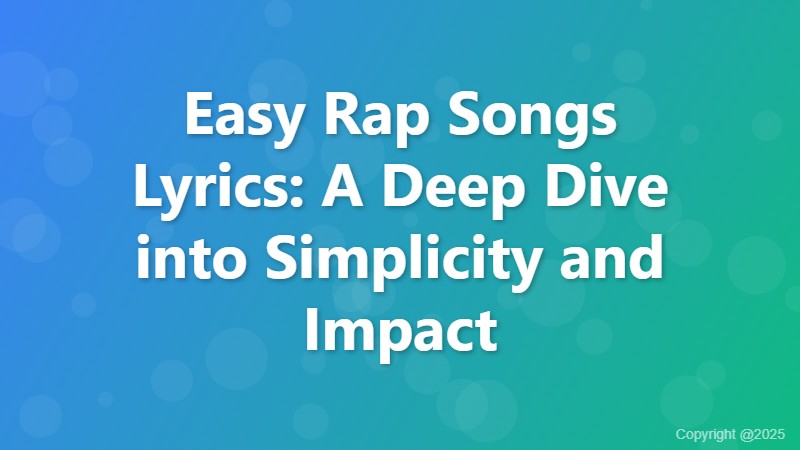 Easy Rap Songs
Lyrics: A Deep Dive
into Simplicity and
Impact
Copyright @2025